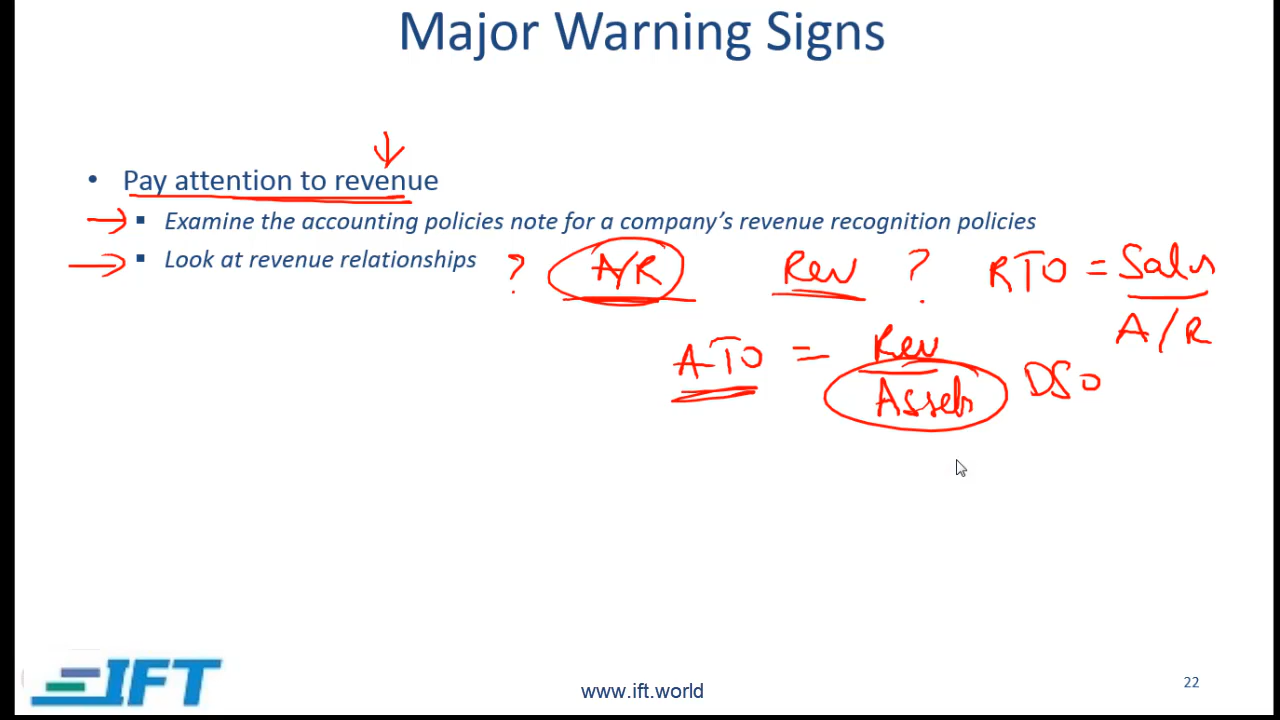 Major Warning Signs
• Pay attention to revenue
▪ Examine the accounting policies note for a company's revenue recognition policies
▪ Look at revenue relationships ? A/R Rev ? RTO = Sales
A/R
ATO = Rev
Assets DSO
IFT
www.ift.world
22